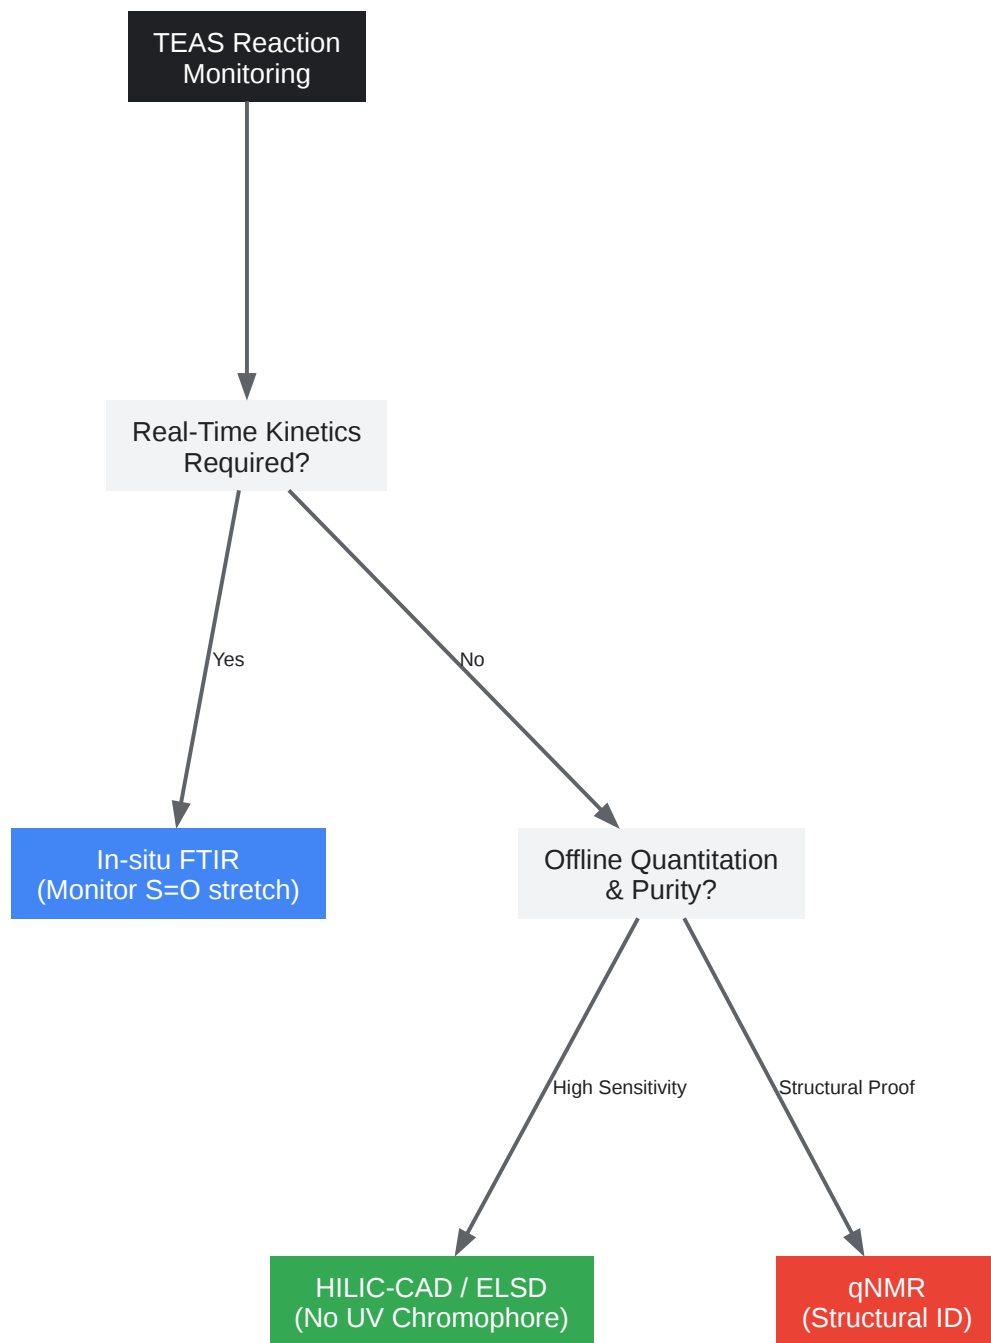 TEAS Reaction
Monitoring
Real-Time Kinetics
Required?
Yes
No
In-situ FTIR
(Monitor S=O stretch)
Offline Quantitation
& Purity?
High Sensitivity
Structural Proof
HILIC-CAD / ELSD
(No UV Chromophore)
qNMR
(Structural ID)